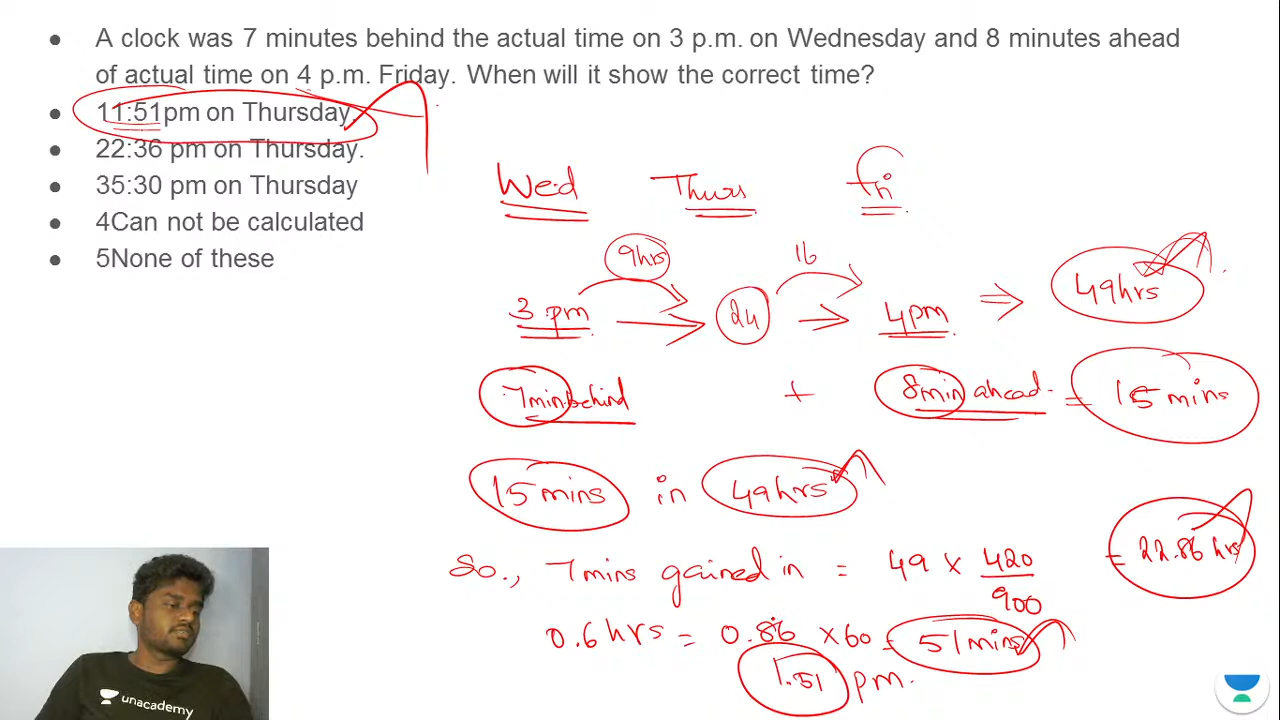 • A clock was 7 minutes behind the actual time on 3 p.m. on Wednesday and 8 minutes ahead
of actual time on 4 p.m. Friday. When will it show the correct time?
• 11:51pm on Thursday.
• 22:36 pm on Thursday.
• 35:30 pm on Thursday
• 4Can not be calculated
• 5None of these
Wed Thurs Fri
9hrs 16
3 pm 24 4pm ⇒ 49hrs
7min behind + 8min ahead = 15 mins
15 mins in 49hrs
So., 7 mins gained in = 49 × 420/900 = 22.86 hrs
0.6 hrs = 0.86 × 60 = 51 mins
1.51 pm.
unacademy